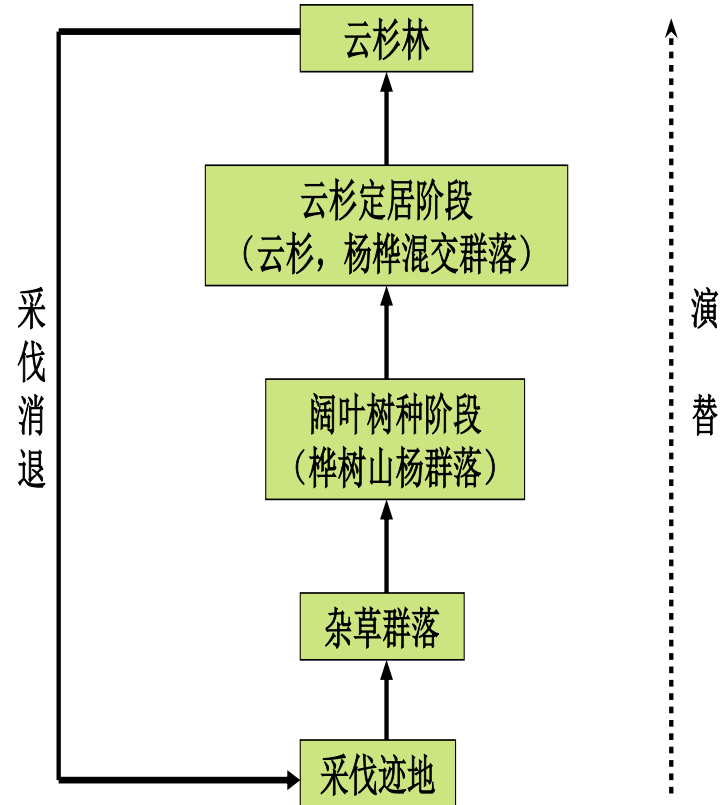 云杉林
云杉定居阶段
（云杉，杨桦混交群落）
阔叶树种阶段
（桦树山杨群落）
杂草群落
采伐迹地
采伐消退
演替